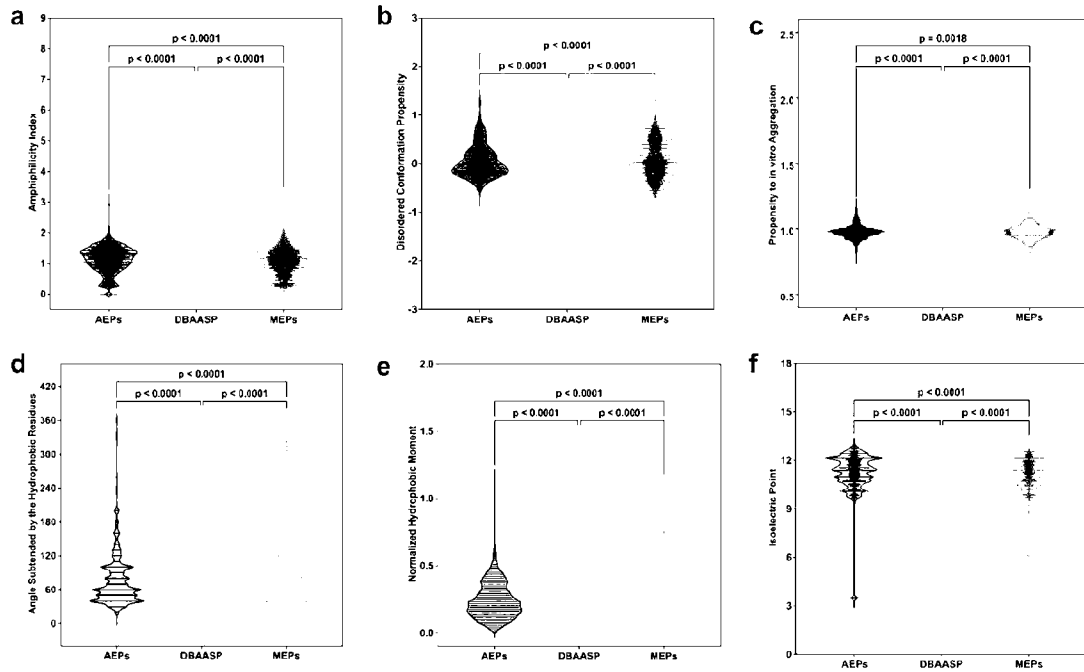 a
9
8
7
6
5
4
3
2
1
0
Amphiphilicity Index
p < 0.0001
p < 0.0001
p < 0.0001
AEPs
DBAASP
MEPs
b
3
2
1
0
-1
-2
-3
Disordered Conformation Propensity
p < 0.0001
p < 0.0001
p < 0.0001
AEPs
DBAASP
MEPs
c
2.5
2.0
1.5
1.0
0.5
Propensity to in vitro Aggregation
p = 0.0018
p < 0.0001
p < 0.0001
AEPs
DBAASP
MEPs
d
420
360
300
240
180
120
60
0
Angle Subtended by the Hydrophobic Residues
p < 0.0001
p < 0.0001
p < 0.0001
AEPs
DBAASP
MEPs
e
2.0
1.5
1.0
0.5
0.0
Normalized Hydrophobic Moment
p < 0.0001
p < 0.0001
p < 0.0001
AEPs
DBAASP
MEPs
f
18
15
12
9
6
3
0
Isoelectric Point
p < 0.0001
p < 0.0001
p < 0.0001
AEPs
DBAASP
MEPs